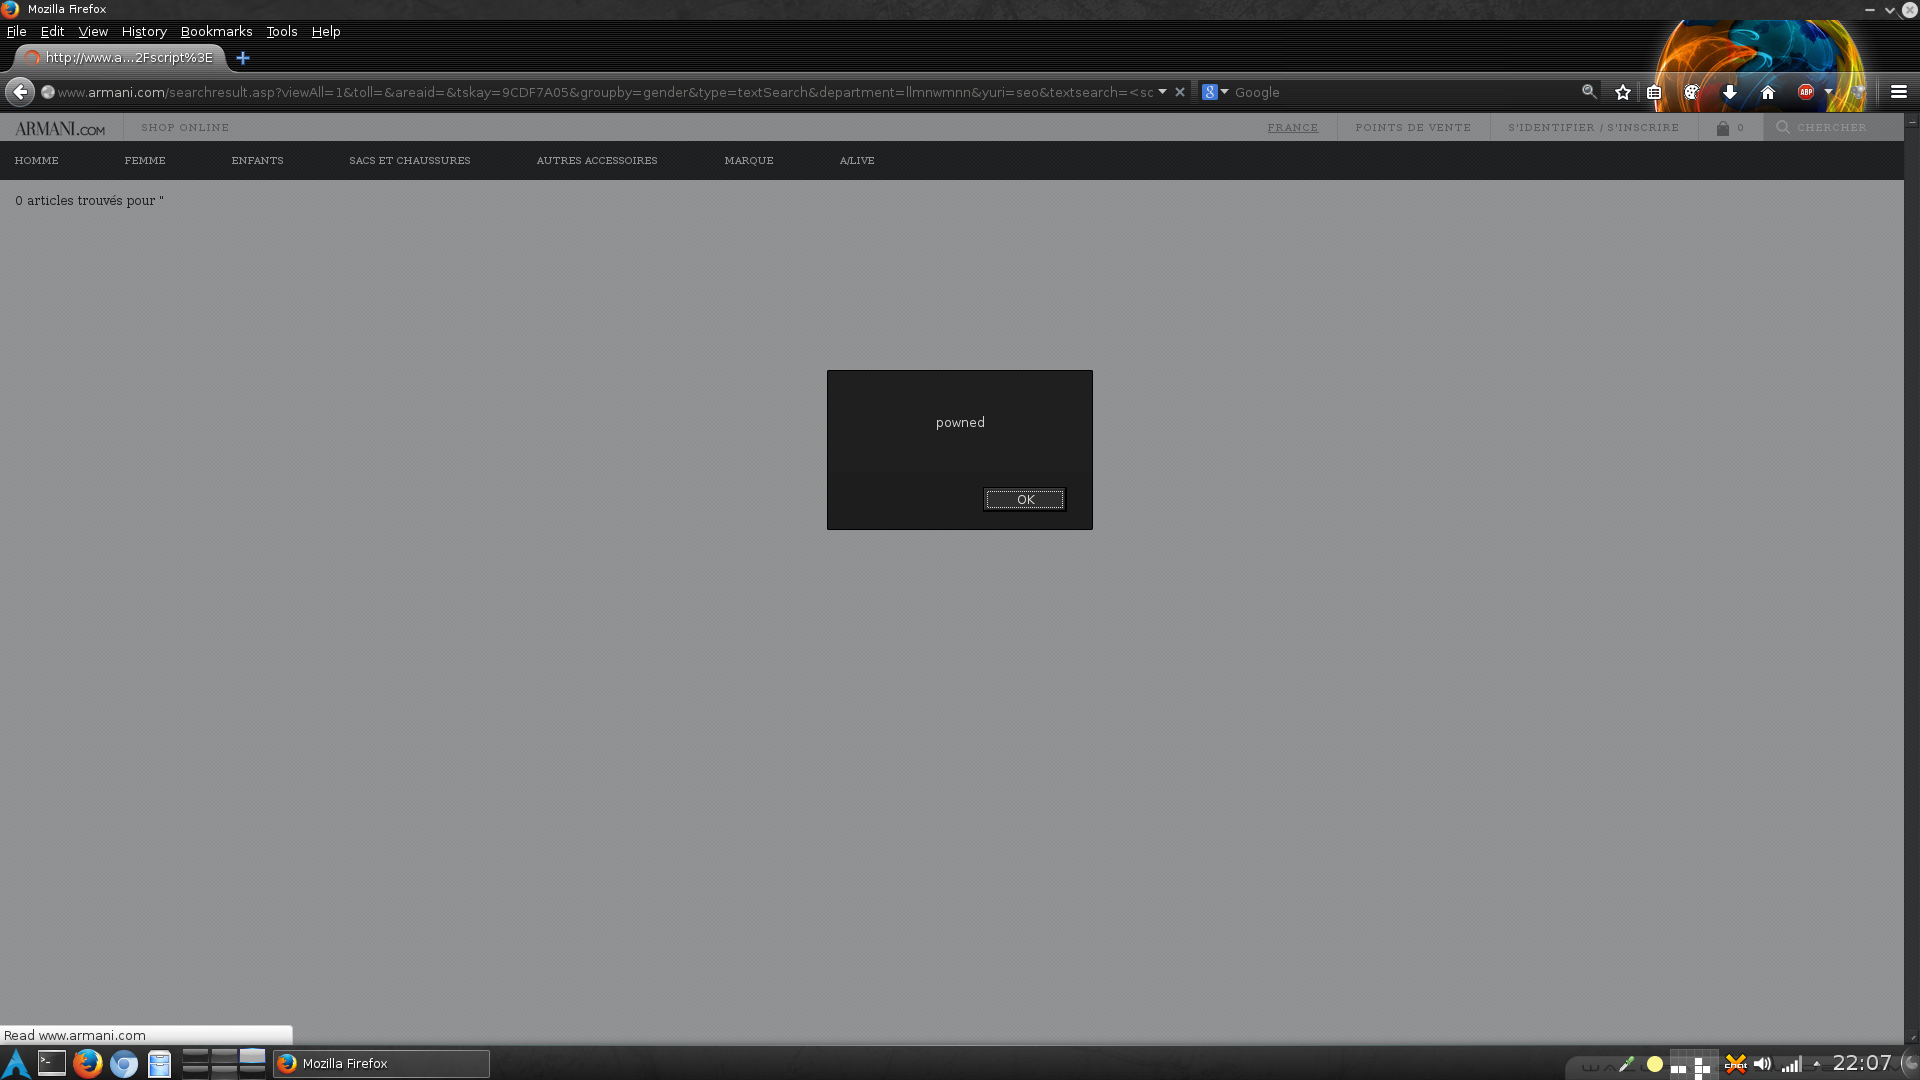 Mozilla Firefox
File Edit View History Bookmarks Tools Help
http://www.a...2Fscript%3E
www.armani.com/searchresult.asp?viewAll=1&toll=&areaid=&tskay=9CDF7A05&groupby=gender&type=textSearch&department=llmnwmnn&yuri=seo&textsearch=<sc
Google
ABP
ARMANI.COM SHOP ONLINE FRANCE POINTS DE VENTE S'IDENTIFIER / S'INSCRIRE 0 CHERCHER
HOMME FEMME ENFANTS SACS ET CHAUSSURES AUTRES ACCESSOIRES MARQUE A/LIVE
0 articles trouvés pour "
powned
OK
Read www.armani.com
Mozilla Firefox
chat
22:07